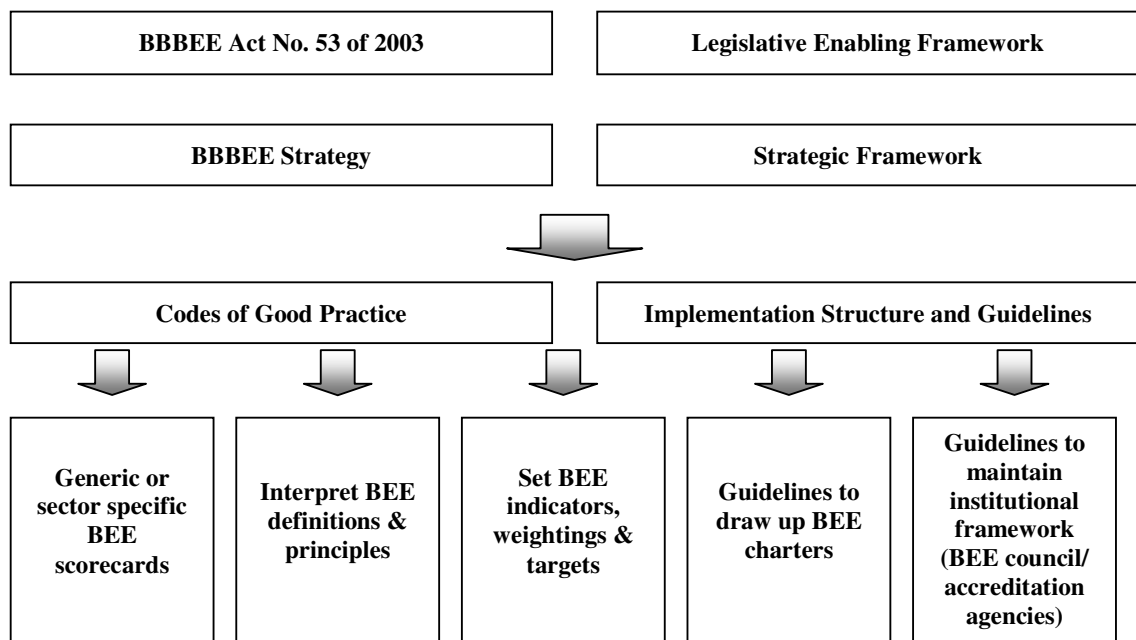 BBBEE Act No. 53 of 2003
Legislative Enabling Framework
BBBEE Strategy
Strategic Framework
Codes of Good Practice
Implementation Structure and Guidelines
Generic or
sector specific
BEE
scorecards
Interpret BEE
definitions &
principles
Set BEE
indicators,
weightings &
targets
Guidelines to
draw up BEE
charters
Guidelines to
maintain
institutional
framework
(BEE council/
accreditation
agencies)